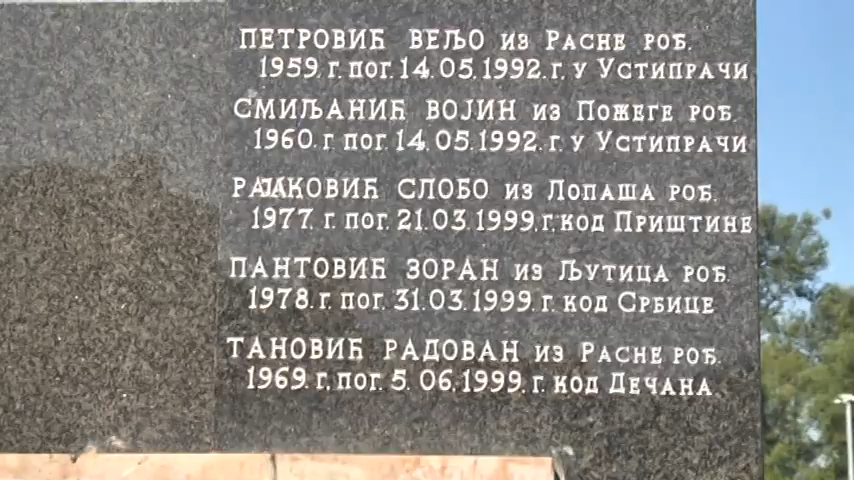 ПЕТРОВИЋ ВЕЉО ИЗ РАСНЕ РОЂ.
1959. Г. ПОГ. 14.05.1992. Г. У УСТИПРАЧИ
СМИЉАНИЋ ВОЈИН ИЗ ПОЖЕГЕ РОЂ.
1960. Г. ПОГ. 14.05.1992. Г. У УСТИПРАЧИ
РАЈКОВИЋ СЛОБО ИЗ ЛОПАША РОЂ.
1977. Г. ПОГ. 21.03.1999. Г. КОД ПРИШТИНЕ
ПАНТОВИЋ ЗОРАН ИЗ ЉУТИЦА РОЂ.
1978. Г. ПОГ. 31.03.1999. Г. КОД СРБИЦЕ
ТАНОВИЋ РАДОВАН ИЗ РАСНЕ РОЂ.
1969. Г. ПОГ. 5.06.1999. Г. КОД ДЕЧАНА